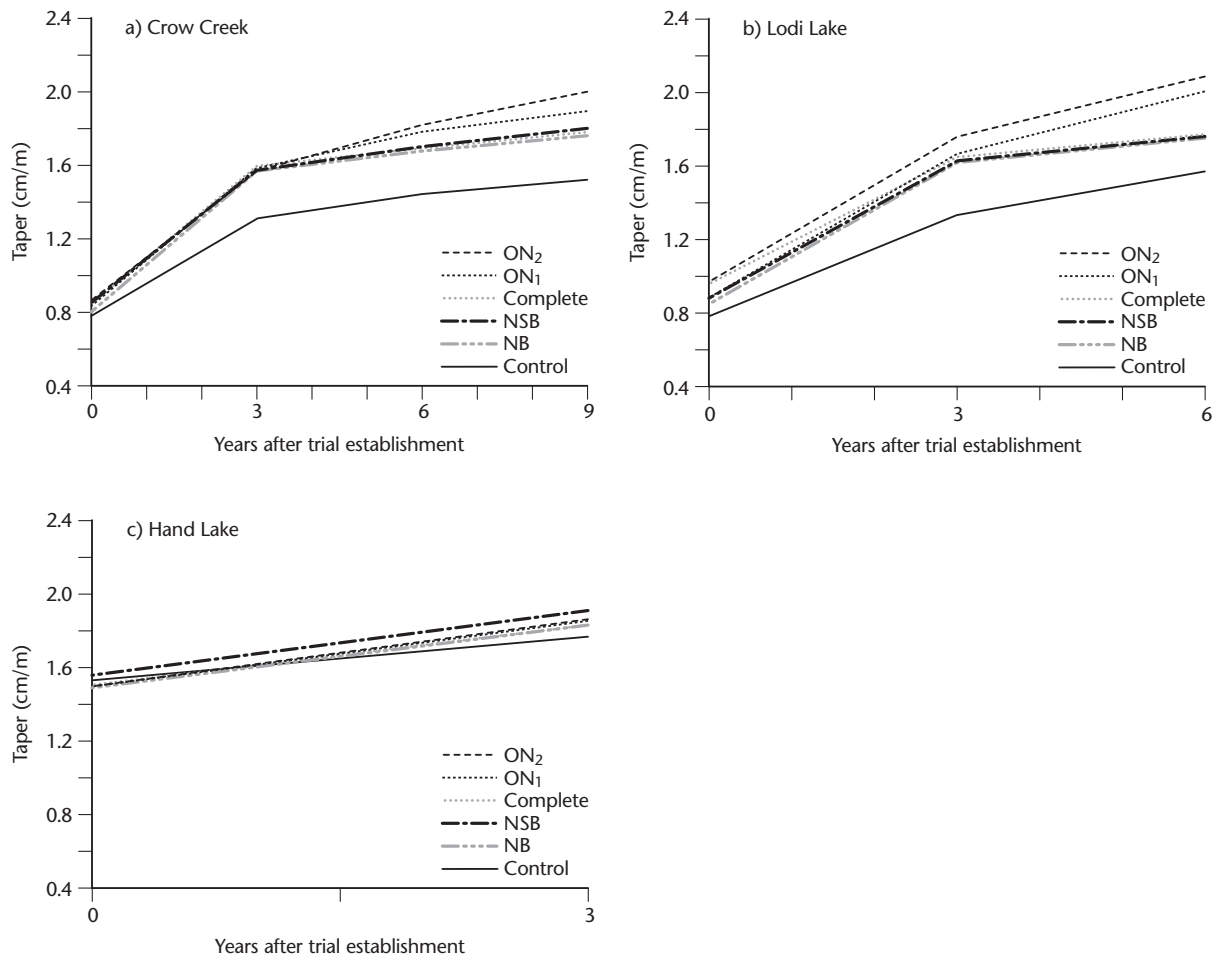 a) Crow Creek
2.4
2.0
1.6
1.2
0.8
0.4
Taper (cm/m)
ON2
ON1
Complete
NSB
NB
Control
0 3 6 9
Years after trial establishment
b) Lodi Lake
2.4
2.0
1.6
1.2
0.8
0.4
Taper (cm/m)
ON2
ON1
Complete
NSB
NB
Control
0 3 6
Years after trial establishment
c) Hand Lake
2.4
2.0
1.6
1.2
0.8
0.4
Taper (cm/m)
ON2
ON1
Complete
NSB
NB
Control
0 3
Years after trial establishment